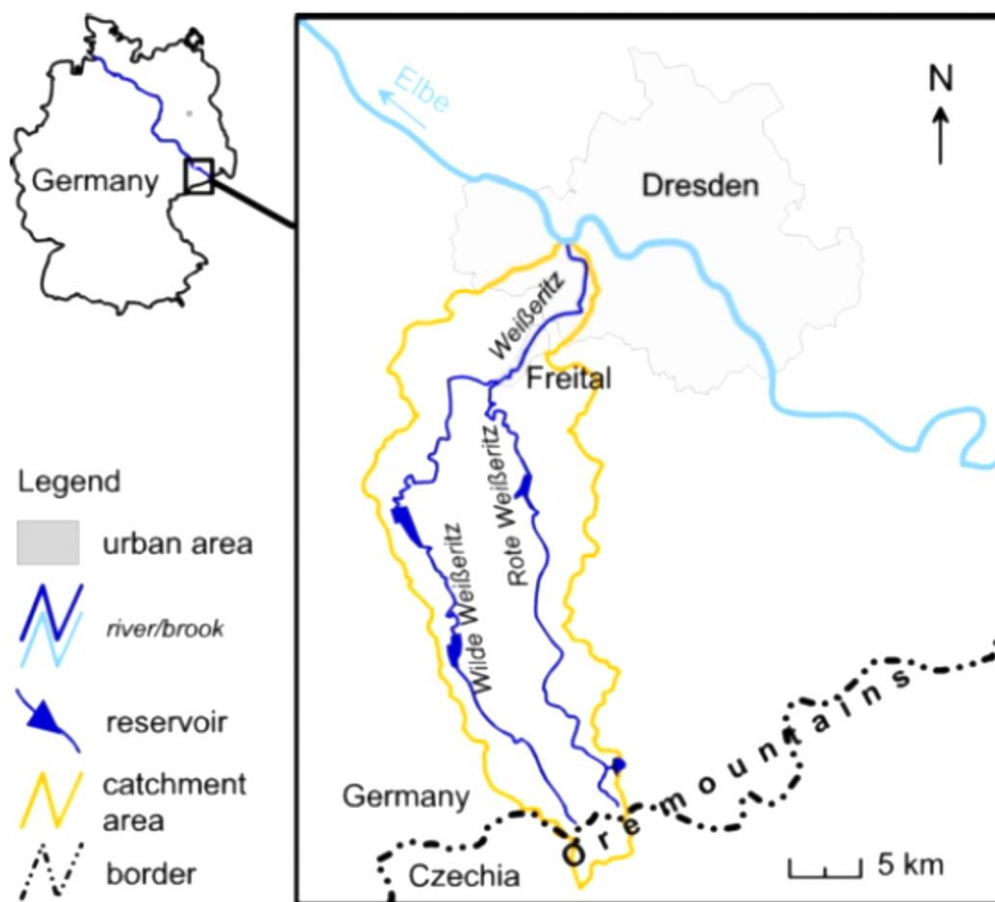 Germany
Elbe
N
Dresden
Weißeritz
Freital
Rote Weißeritz
Wilde Weißeritz
Germany
Czechia
Ore mountains
5 km
Legend
urban area
river/brook
reservoir
catchment
area
border